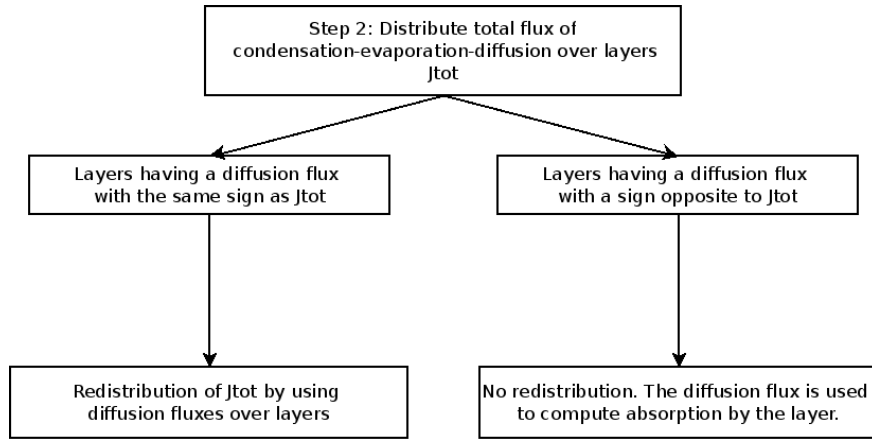 Step 2: Distribute total flux of
condensation-evaporation-diffusion over layers
Jtot
Layers having a diffusion flux
with the same sign as Jtot
Layers having a diffusion flux
with a sign opposite to Jtot
Redistribution of Jtot by using
diffusion fluxes over layers
No redistribution. The diffusion flux is used
to compute absorption by the layer.